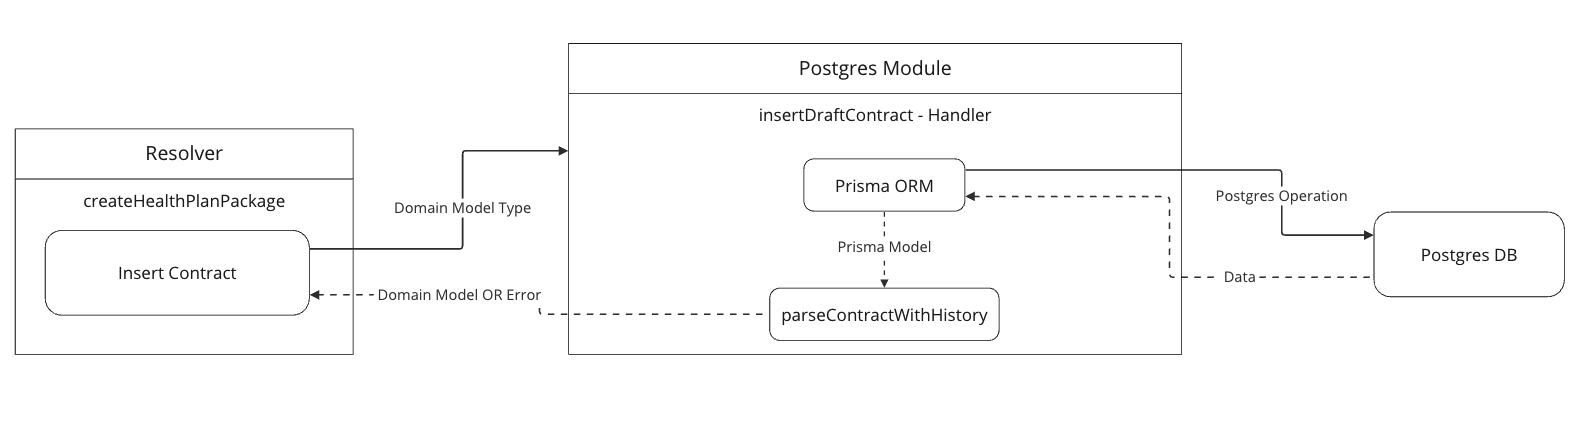 Resolver
createHealthPlanPackage
Insert Contract
Domain Model Type
Domain Model OR Error
Postgres Module
insertDraftContract - Handler
Prisma ORM
Prisma Model
parseContractWithHistory
Postgres Operation
Data
Postgres DB